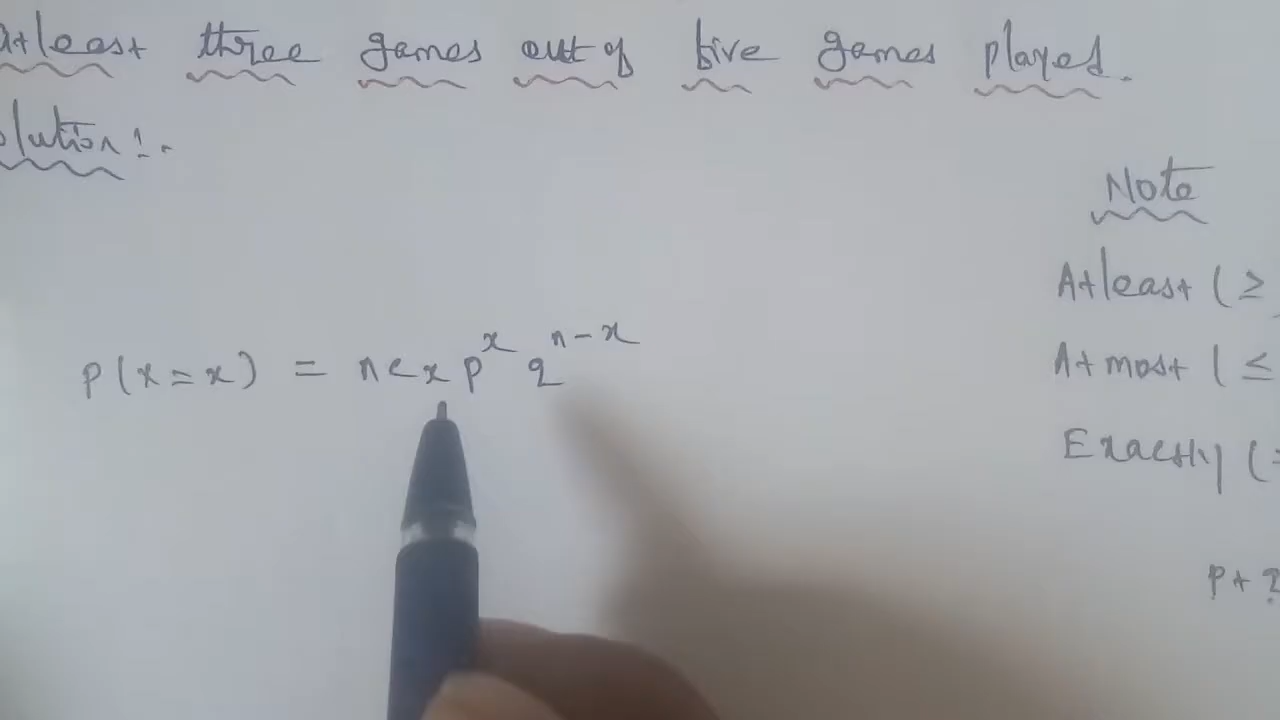 Atleast three games out of five games played.
olution:-
Note
Atleast ( ≥
P(x=x) = ncx p^x q^{n-x}
Atmost ( ≤
Exactly ( =
P+q